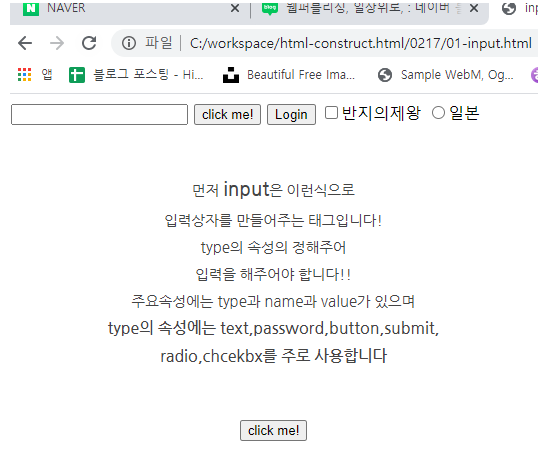 NAVER
웹퍼블리싱, 일상위로, : 네이버
inp
파일 C:/workspace/html-construct.html/0217/01-input.html
앱 블로그 포스팅 - Hi... Beautiful Free Ima... Sample WebM, Og...
click me! Login 반지의제왕 일본
먼저 input은 이런식으로
입력상자를 만들어주는 태그입니다!
type의 속성의 정해주어
입력을 해주어야 합니다!!
주요속성에는 type과 name과 value가 있으며
type의 속성에는 text,password,button,submit,
radio,chcekbx를 주로 사용합니다
click me!